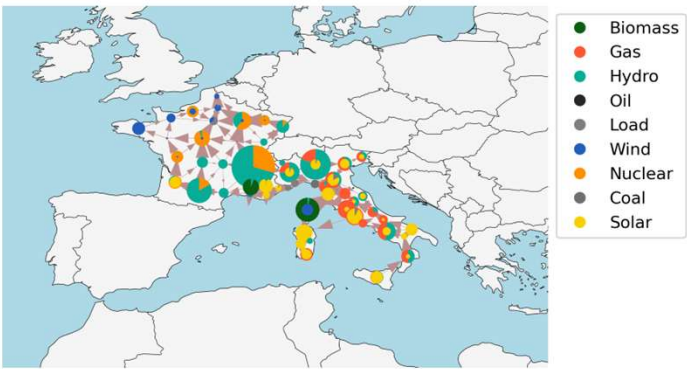 Biomass
Gas
Hydro
Oil
Load
Wind
Nuclear
Coal
Solar